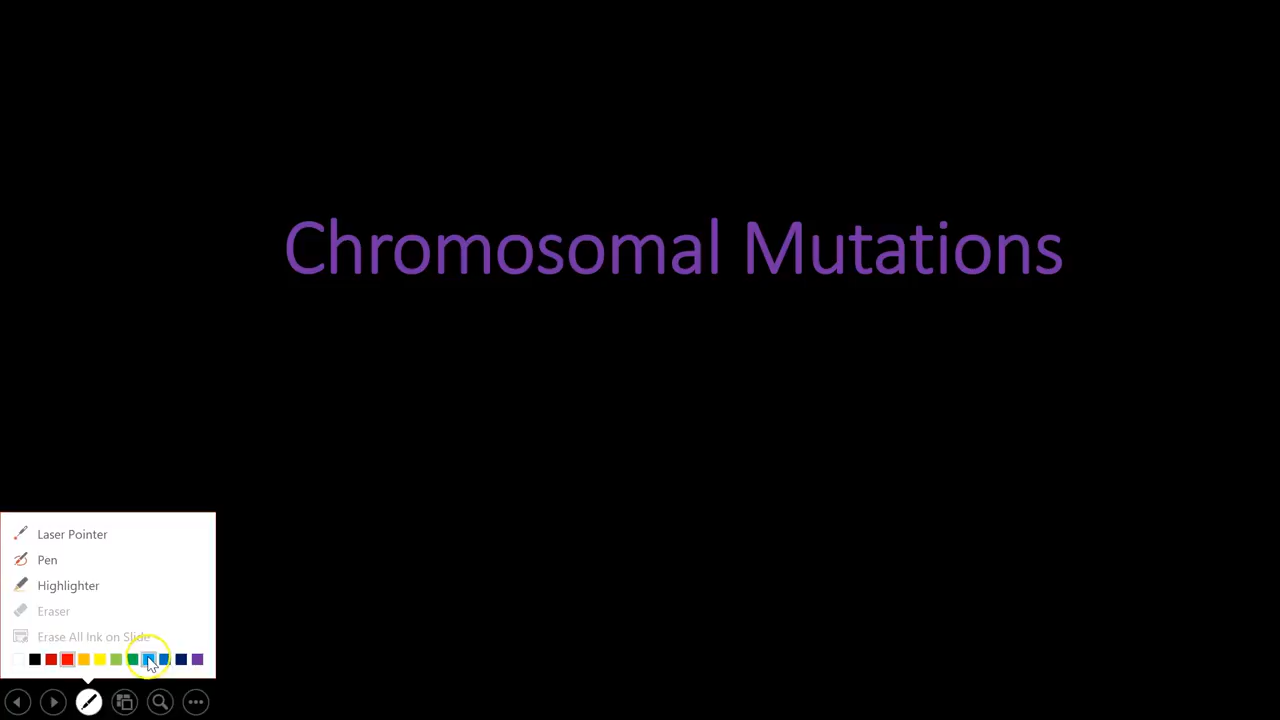 Chromosomal Mutations
Laser Pointer
Pen
Highlighter
Eraser
Erase All Ink on Slide